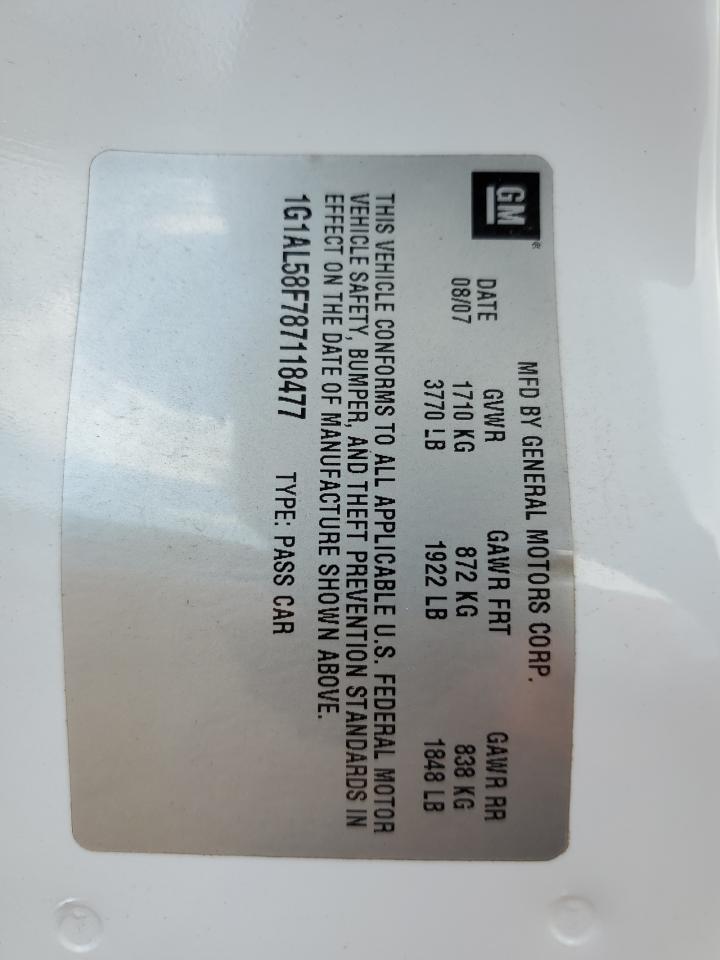 GM®
MFD BY GENERAL MOTORS CORP.
DATE GVWR GAWR FRT GAWR RR
08/07 1710 KG 872 KG 838 KG
3770 LB 1922 LB 1848 LB
THIS VEHICLE CONFORMS TO ALL APPLICABLE U.S. FEDERAL MOTOR
VEHICLE SAFETY, BUMPER, AND THEFT PREVENTION STANDARDS IN
EFFECT ON THE DATE OF MANUFACTURE SHOWN ABOVE.
1G1AL58F787118477 TYPE: PASS CAR